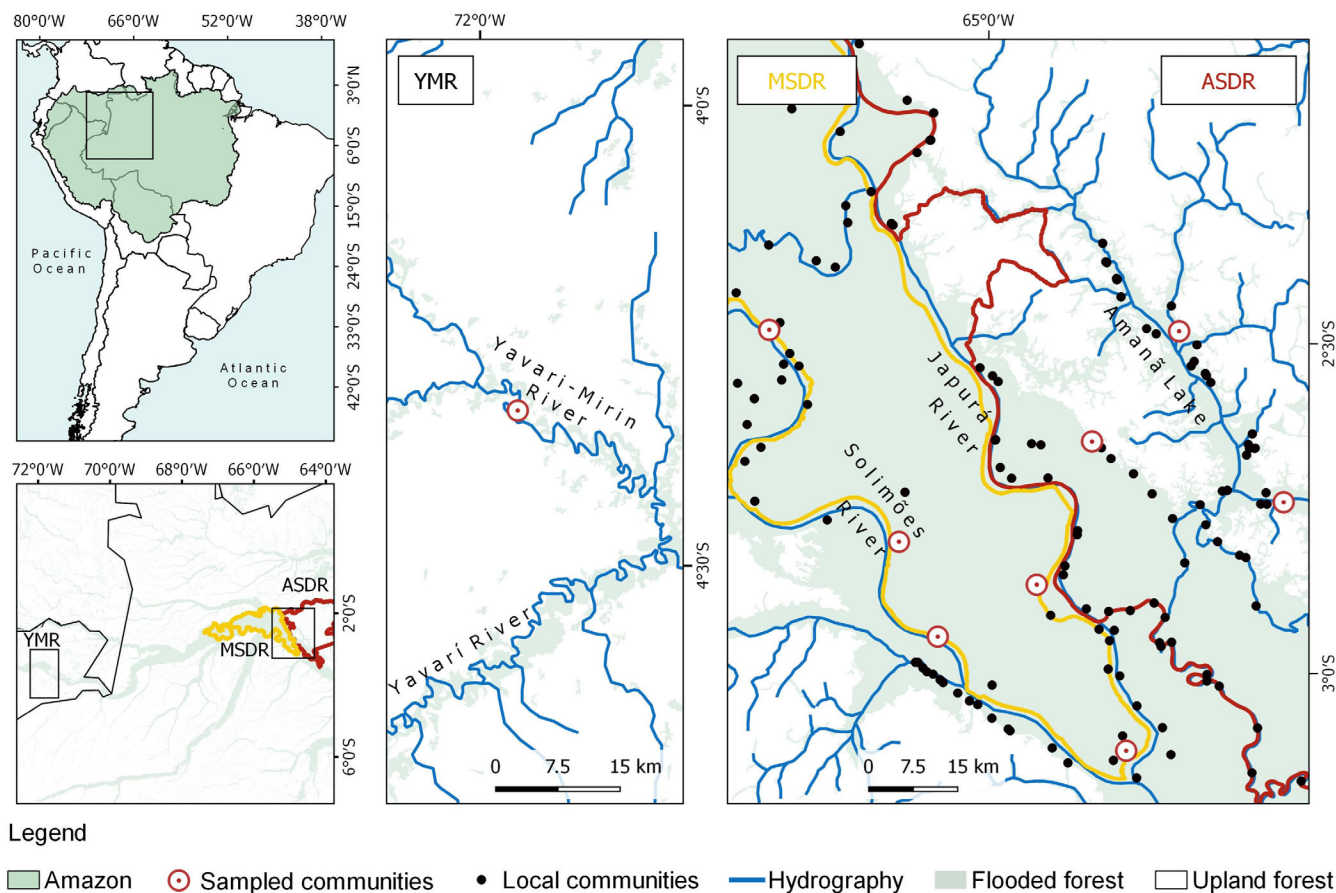 80°0'W 66°0'W 52°0'W 38°0'W
3°0'N
6°0'S
15°0'S
24°0'S
33°0'S
42°0'S
Pacific
Ocean
Atlantic
Ocean
72°0'W 70°0'W 68°0'W 66°0'W 64°0'W
2°0'S
6°0'S
ASDR
MSDR
YMR
72°0'W
YMR
4°0'S
4°30'S
Yavari-Mirin
River
Yavarí River
0 7.5 15 km
65°0'W
MSDR
ASDR
2°30'S
3°0'S
Amanã Lake
Japurá
River
Solimões
River
0 7.5 15 km
Legend
Amazon
Sampled communities
Local communities
Hydrography
Flooded forest
Upland forest